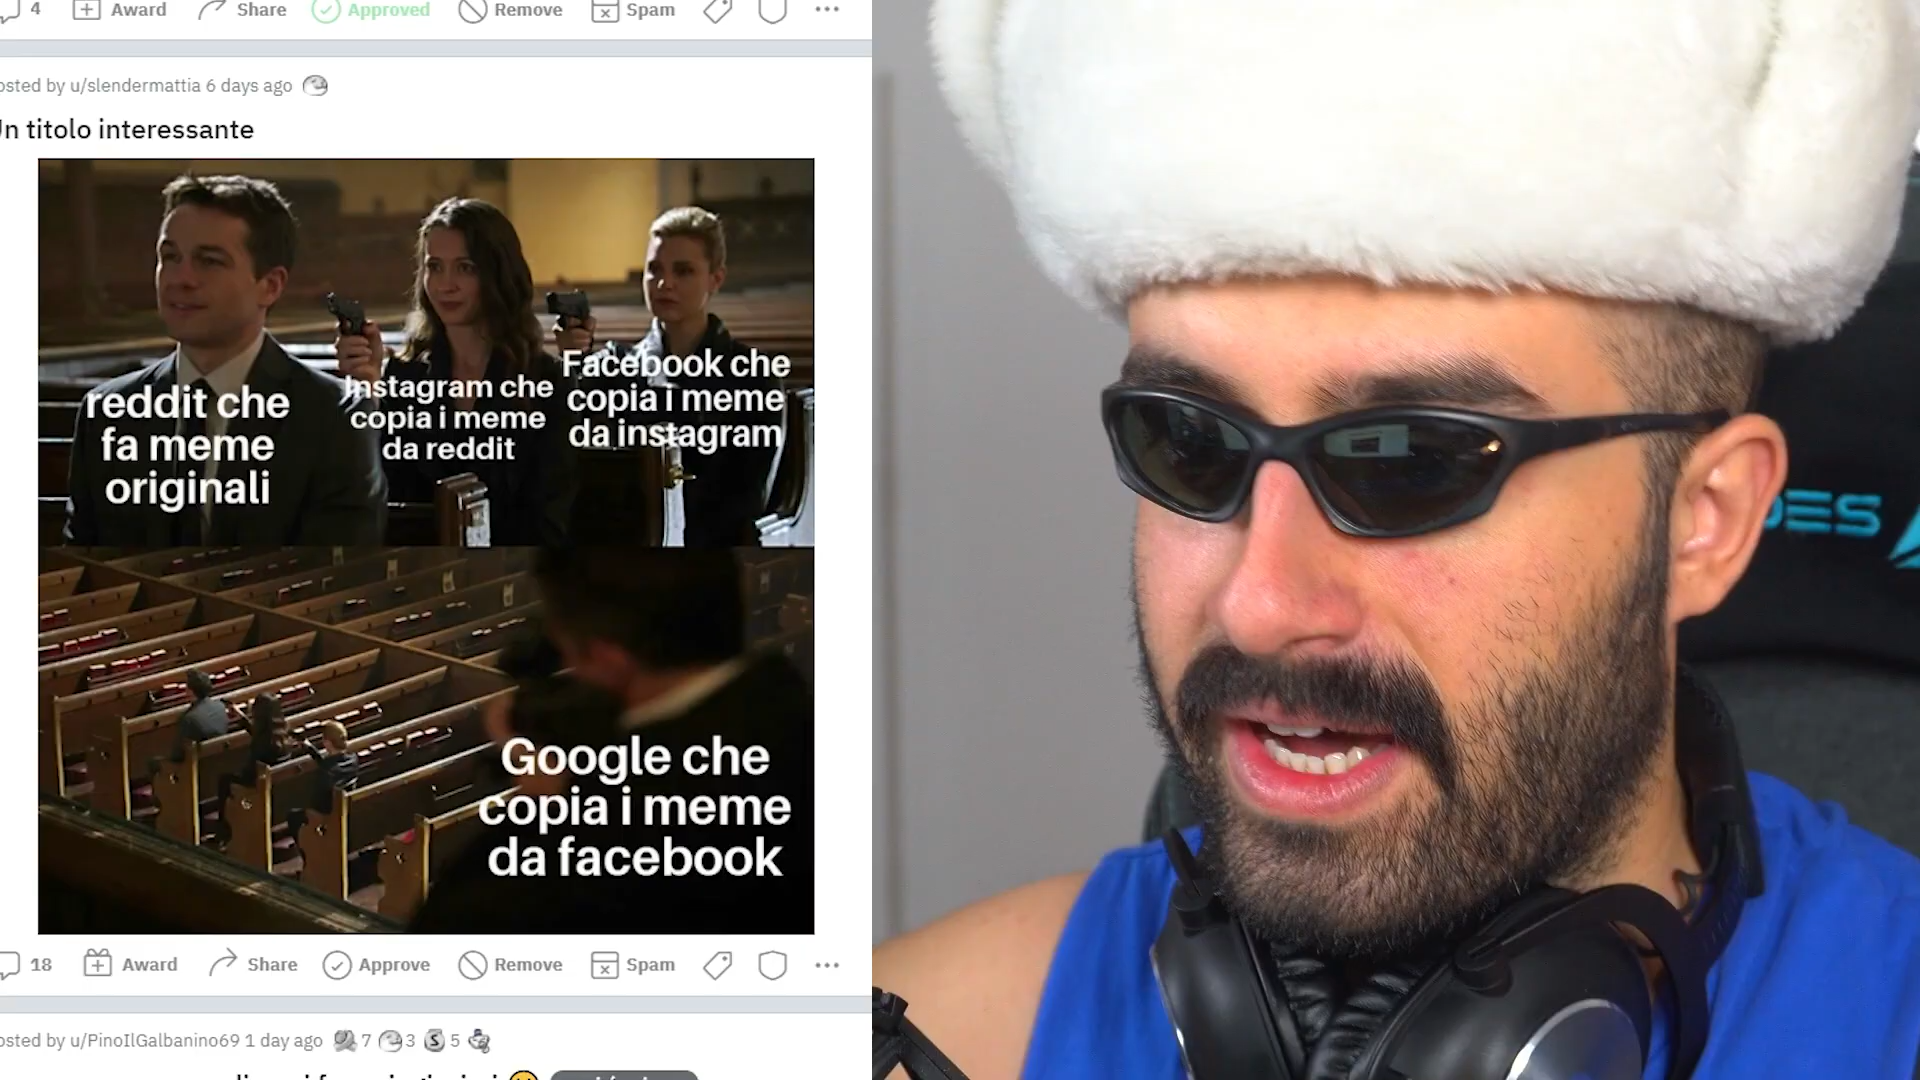 4 Award Share Approved Remove Spam
osted by u/slendermattia 6 days ago
Un titolo interessante
reddit che
fa meme
originali
Instagram che
copia i meme
da reddit
Facebook che
copia i meme
da instagram
Google che
copia i meme
da facebook
18 Award Share Approve Remove Spam
osted by u/PinoIlGalbanino69 1 day ago 7 3 S 5